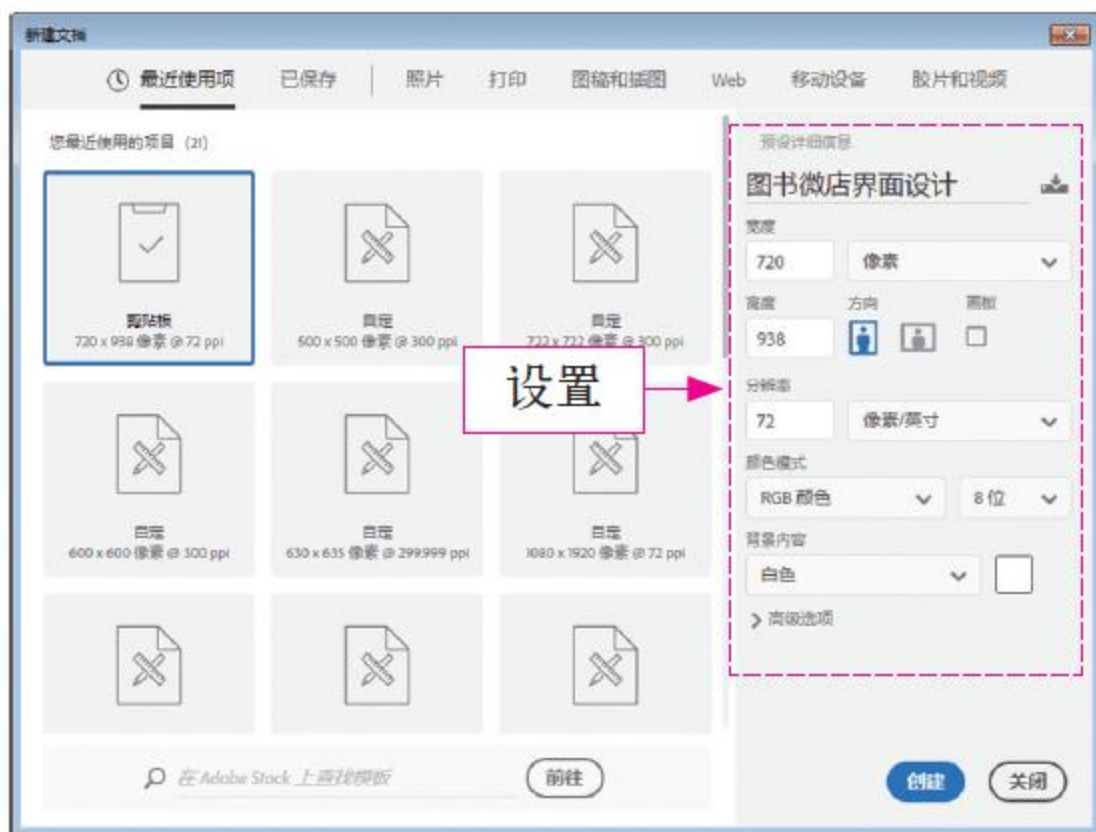 新建文档
最近使用项 已保存 照片 打印 图稿和插图 Web 移动设备 胶片和视频
您最近使用的项目 (21)
剪贴板
720 x 938 像素 @ 72 ppi
自定
500 x 500 像素 @ 300 ppi
自定
722 x 722 像素 @ 300 ppi
自定
600 x 600 像素 @ 300 ppi
自定
630 x 635 像素 @ 299.999 ppi
自定
1080 x 1920 像素 @ 72 ppi
在 Adobe Stock 上查找模板
前往
设置
预设详细信息
图书微店界面设计
宽度
720 像素
高度 方向 画板
938
分辨率
72 像素/英寸
颜色模式
RGB 颜色 8 位
背景内容
白色
高级选项
创建 关闭